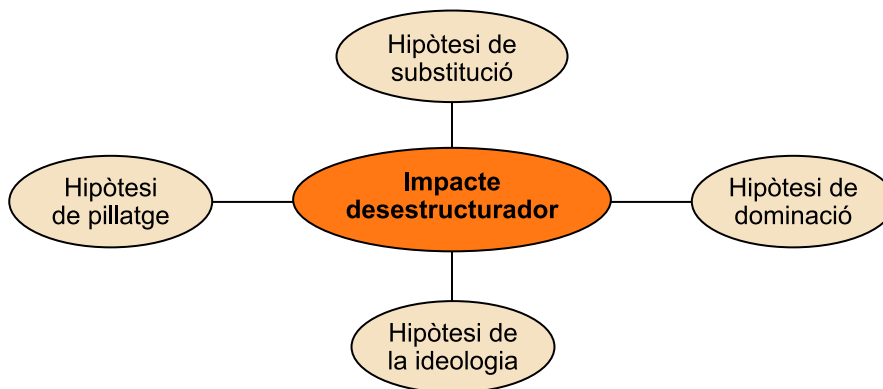 Hipòtesi de
substitució
Hipòtesi
de pillatge
Impacte
desestructurador
Hipòtesi de
dominació
Hipòtesi de
la ideologia